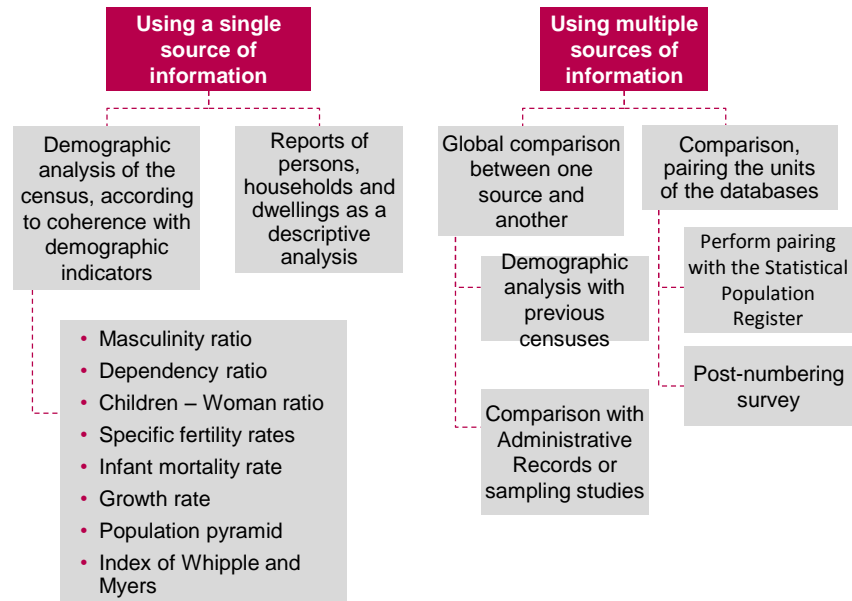 Using a single
source of
information
Demographic
analysis of the
census, according
to coherence with
demographic
indicators
Reports of
persons,
households and
dwellings as a
descriptive
analysis
• Masculinity ratio
• Dependency ratio
• Children – Woman ratio
• Specific fertility rates
• Infant mortality rate
• Growth rate
• Population pyramid
• Index of Whipple and
Myers
Using multiple
sources of
information
Global comparison
between one
source and
another
Demographic
analysis with
previous
censuses
Comparison with
Administrative
Records or
sampling studies
Comparison,
pairing the units
of the databases
Perform pairing
with the Statistical
Population
Register
Post-numbering
survey